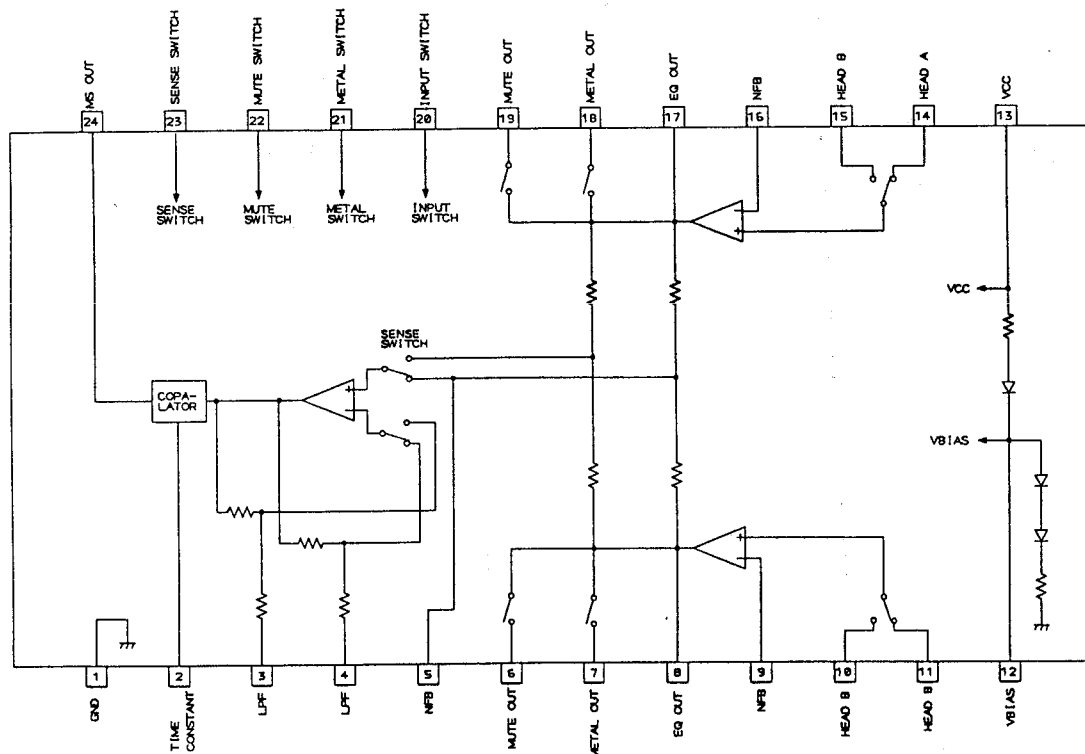 MS OUT
SENSE SWITCH
MUTE SWITCH
METAL SWITCH
INPUT SWITCH
MUTE OUT
METAL OUT
EQ OUT
NFB
HEAD B
HEAD A
VCC
24
23
22
21
20
19
18
17
16
15
14
13
SENSE
SWITCH
MUTE
SWITCH
METAL
SWITCH
INPUT
SWITCH
VCC
SENSE
SWITCH
COPA-
LATOR
VBIAS
1
2
3
4
5
6
7
8
9
10
11
12
GND
TIME
CONSTANT
LPF
LPF
NFB
MUTE OUT
METAL OUT
EQ OUT
NFB
HEAD B
HEAD B
VBIAS